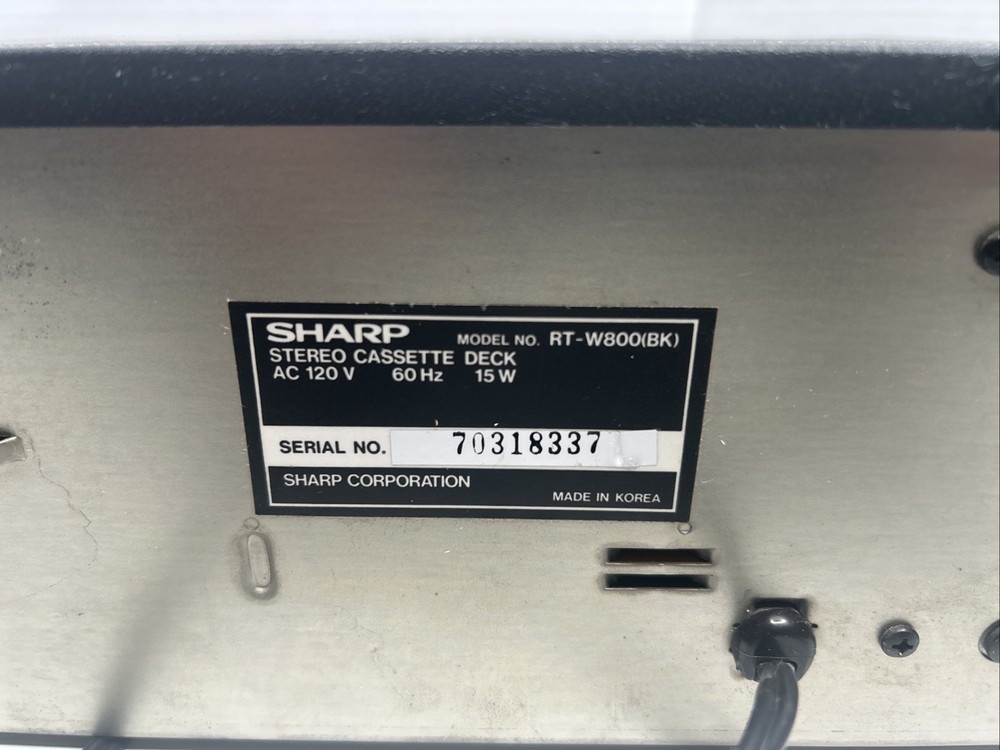 SHARP MODEL NO. RT-W800(BK)
STEREO CASSETTE DECK
AC 120 V 60 Hz 15 W
SERIAL NO. 70318337
SHARP CORPORATION
MADE IN KOREA